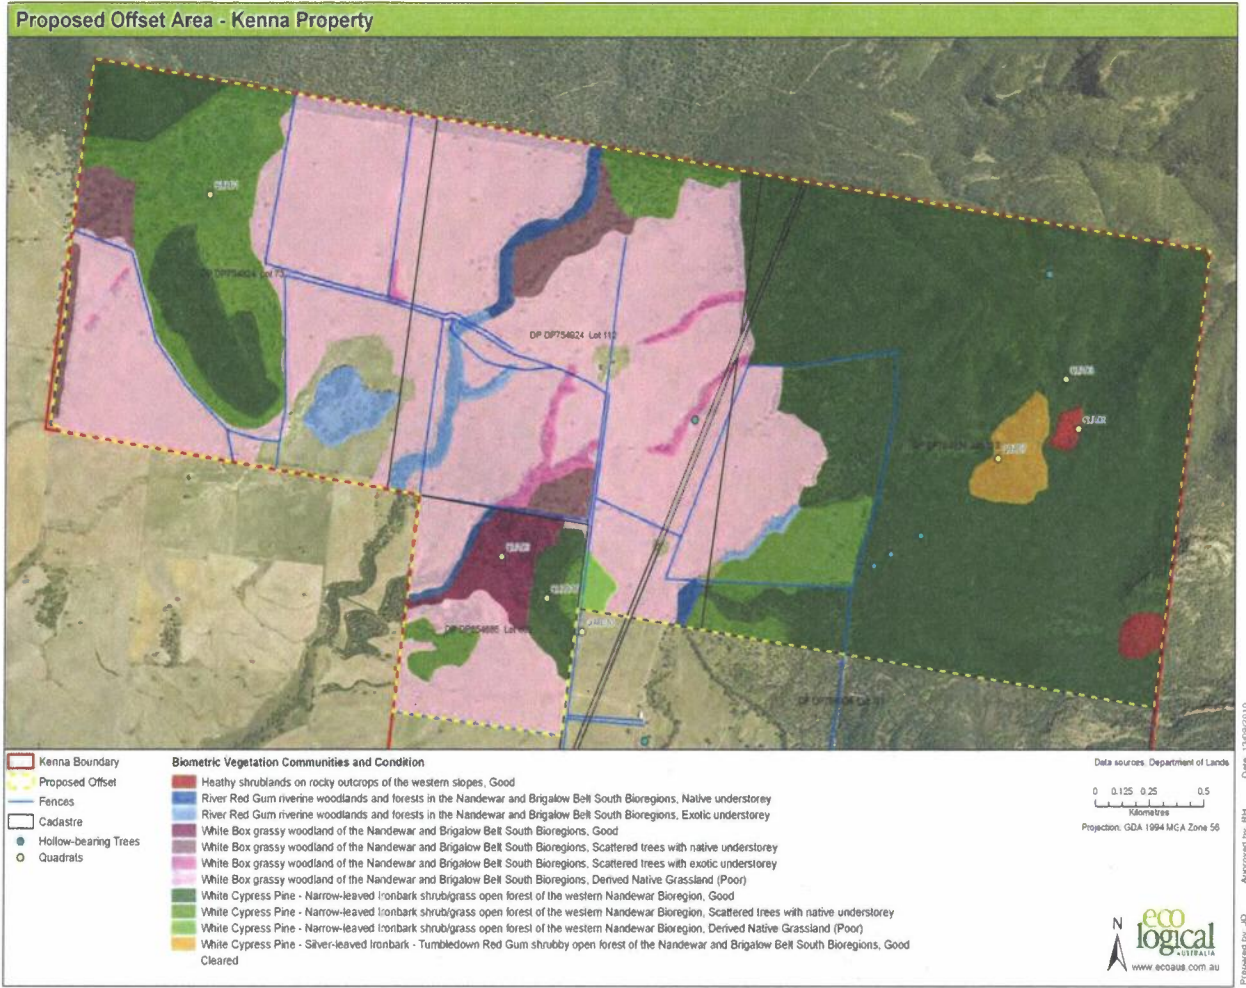 Proposed Offset Area - Kenna Property
DP DP754924 Lot 73
DP DP754924 Lot 112
Kenna Boundary
Proposed Offset
Fences
Cadastre
Hollow-bearing Trees
Quadrats
Biometric Vegetation Communities and Condition
Heathy shrublands on rocky outcrops of the western slopes, Good
River Red Gum riverine woodlands and forests in the Nandewar and Brigalow Belt South Bioregions, Native understorey
River Red Gum riverine woodlands and forests in the Nandewar and Brigalow Belt South Bioregions, Exotic understorey
White Box grassy woodland of the Nandewar and Brigalow Belt South Bioregions, Good
White Box grassy woodland of the Nandewar and Brigalow Belt South Bioregions, Scattered trees with native understorey
White Box grassy woodland of the Nandewar and Brigalow Belt South Bioregions, Scattered trees with exotic understorey
White Box grassy woodland of the Nandewar and Brigalow Belt South Bioregions, Derived Native Grassland (Poor)
White Cypress Pine - Narrow-leaved Ironbark shrub/grass open forest of the western Nandewar Bioregion, Good
White Cypress Pine - Narrow-leaved Ironbark shrub/grass open forest of the western Nandewar Bioregion, Scattered trees with native understorey
White Cypress Pine - Narrow-leaved Ironbark shrub/grass open forest of the western Nandewar Bioregion, Derived Native Grassland (Poor)
White Cypress Pine - Silver-leaved Ironbark - Tumbledown Red Gum shrubby open forest of the Nandewar and Brigalow Belt South Bioregions, Good
Cleared
Data sources: Department of Lands
0 0.125 0.25 0.5
Kilometres
Projection: GDA 1994 MGA Zone 56
N
eco
logical
AUSTRALIA
www.ecoaus.com.au
Prepared by: JD Approved by: RH Date: